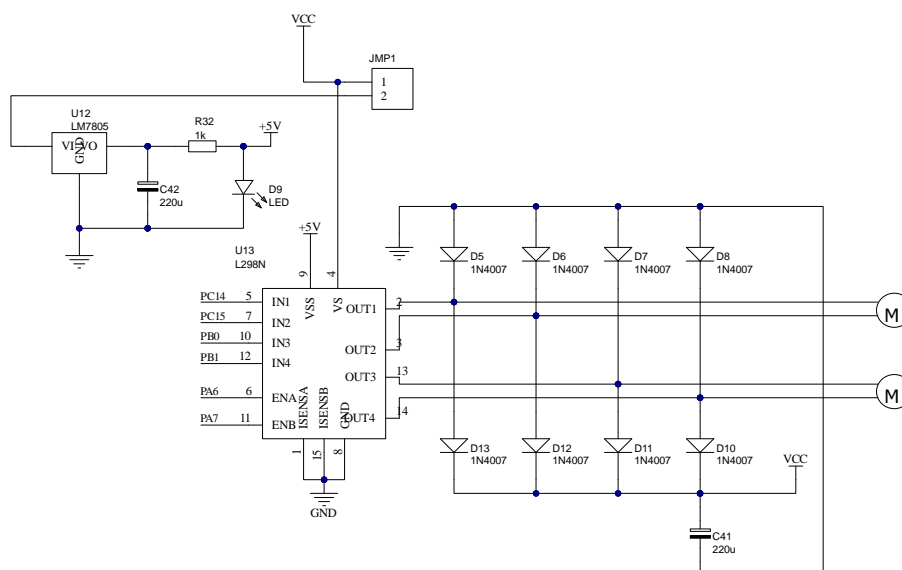 VCC
JMP1
1
2
U12
LM7805
VI VO
GND
R32
1k
+5V
C42
220u
D9
LED
+5V
U13
L298N
9
4
VSS
VS
PC14 5 IN1
PC15 7 IN2
PB0 10 IN3
PB1 12 IN4
PA6 6 ENA
PA7 11 ENB
OUT1 2
OUT2 3
OUT3 13
OUT4 14
ISENSA
ISENSB
GND
1
15
8
GND
D5
1N4007
D6
1N4007
D7
1N4007
D8
1N4007
M
M
D13
1N4007
D12
1N4007
D11
1N4007
D10
1N4007
VCC
C41
220u